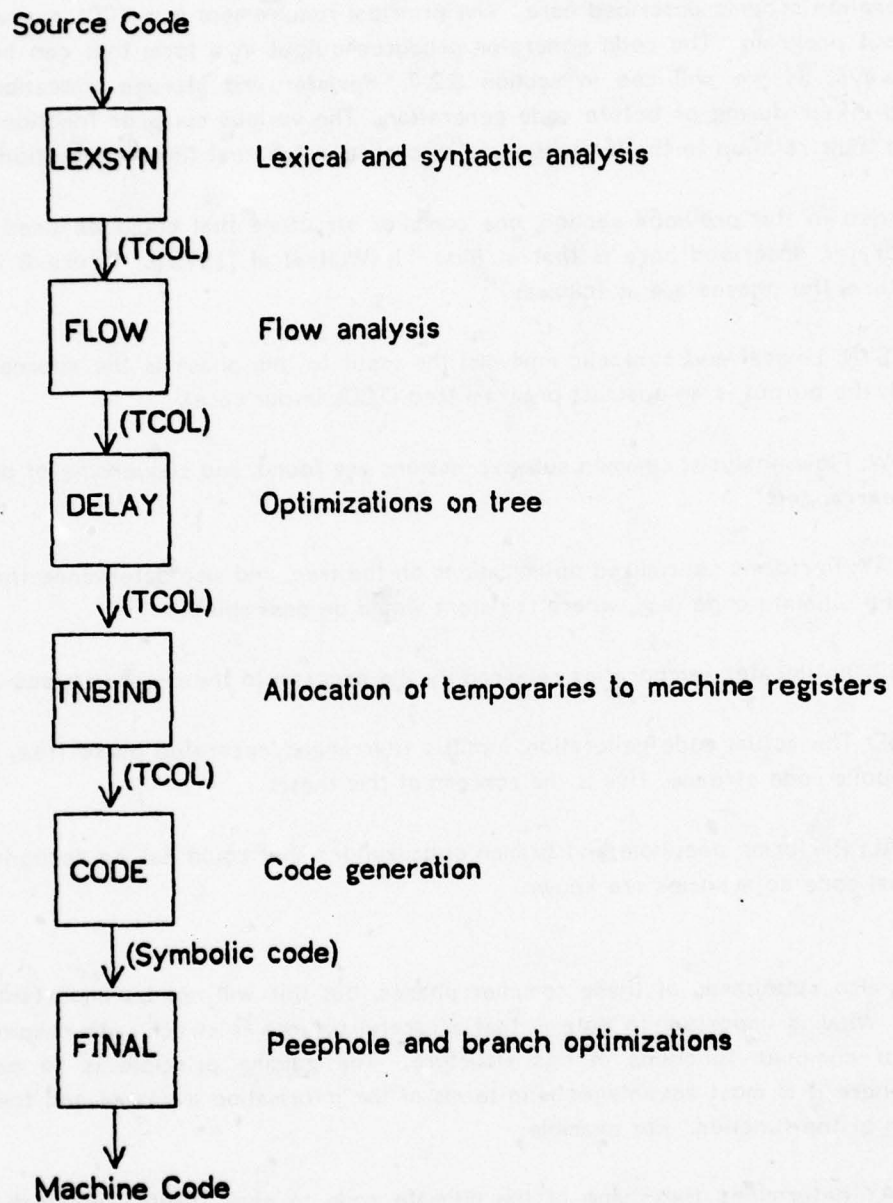 Source Code
LEXSYN Lexical and syntactic analysis
(TCOL)
FLOW Flow analysis
(TCOL)
DELAY Optimizations on tree
(TCOL)
TNBIND Allocation of temporaries to machine registers
(TCOL)
CODE Code generation
(Symbolic code)
FINAL Peephole and branch optimizations
Machine Code